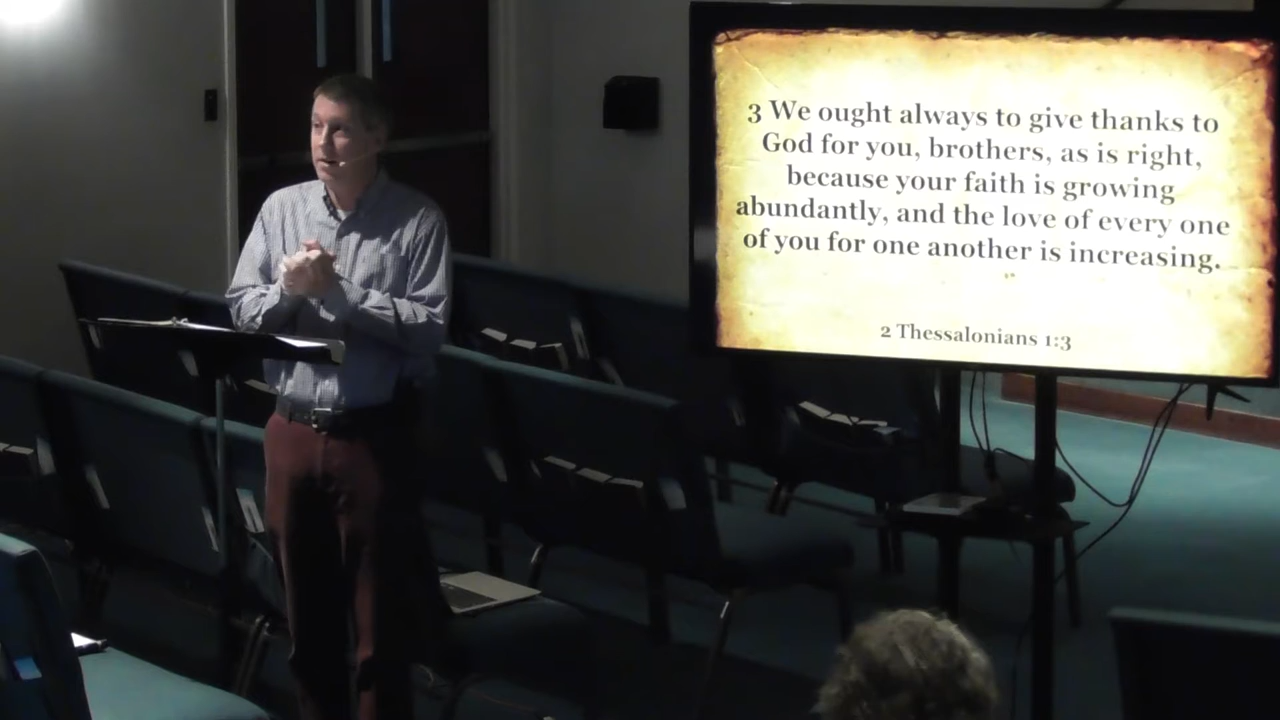 3 We ought always to give thanks to
God for you, brothers, as is right,
because your faith is growing
abundantly, and the love of every one
of you for one another is increasing.
2 Thessalonians 1:3